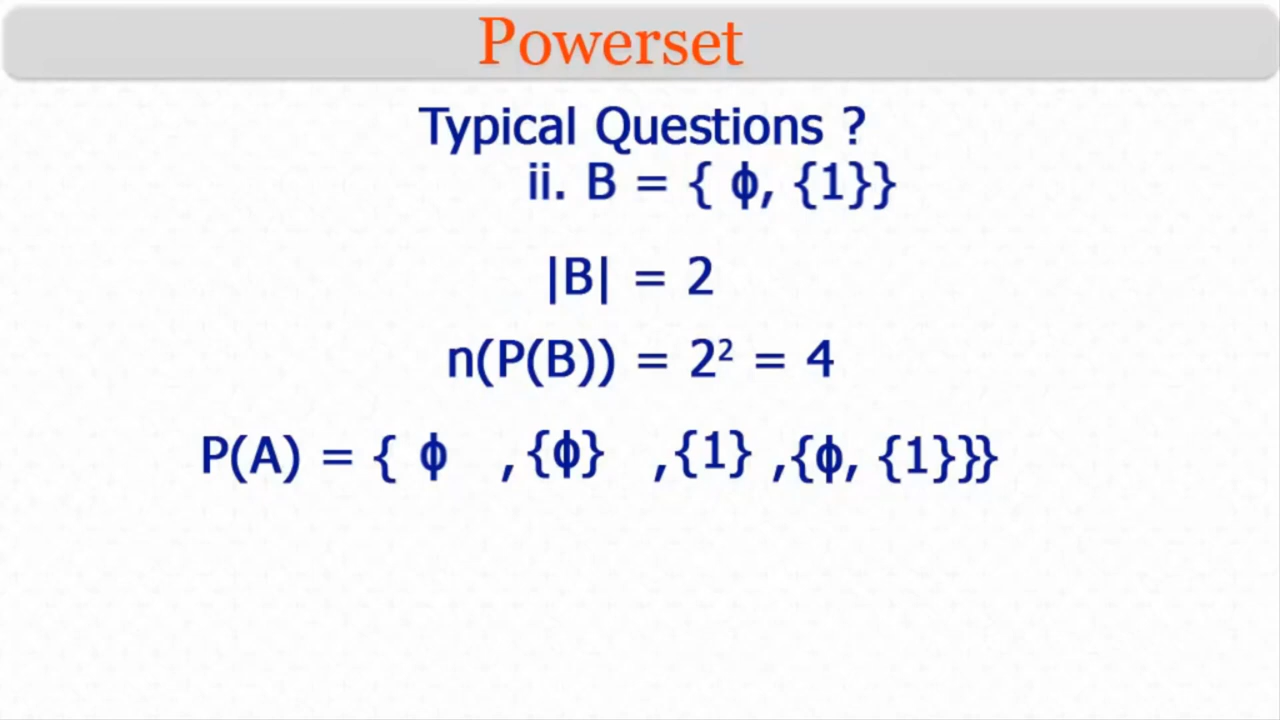 Powerset
Typical Questions ?
ii. B = { ф, {1}}
|B| = 2
n(P(B)) = 2² = 4
P(A) = { ф , {ф} , {1} , {ф, {1}}}